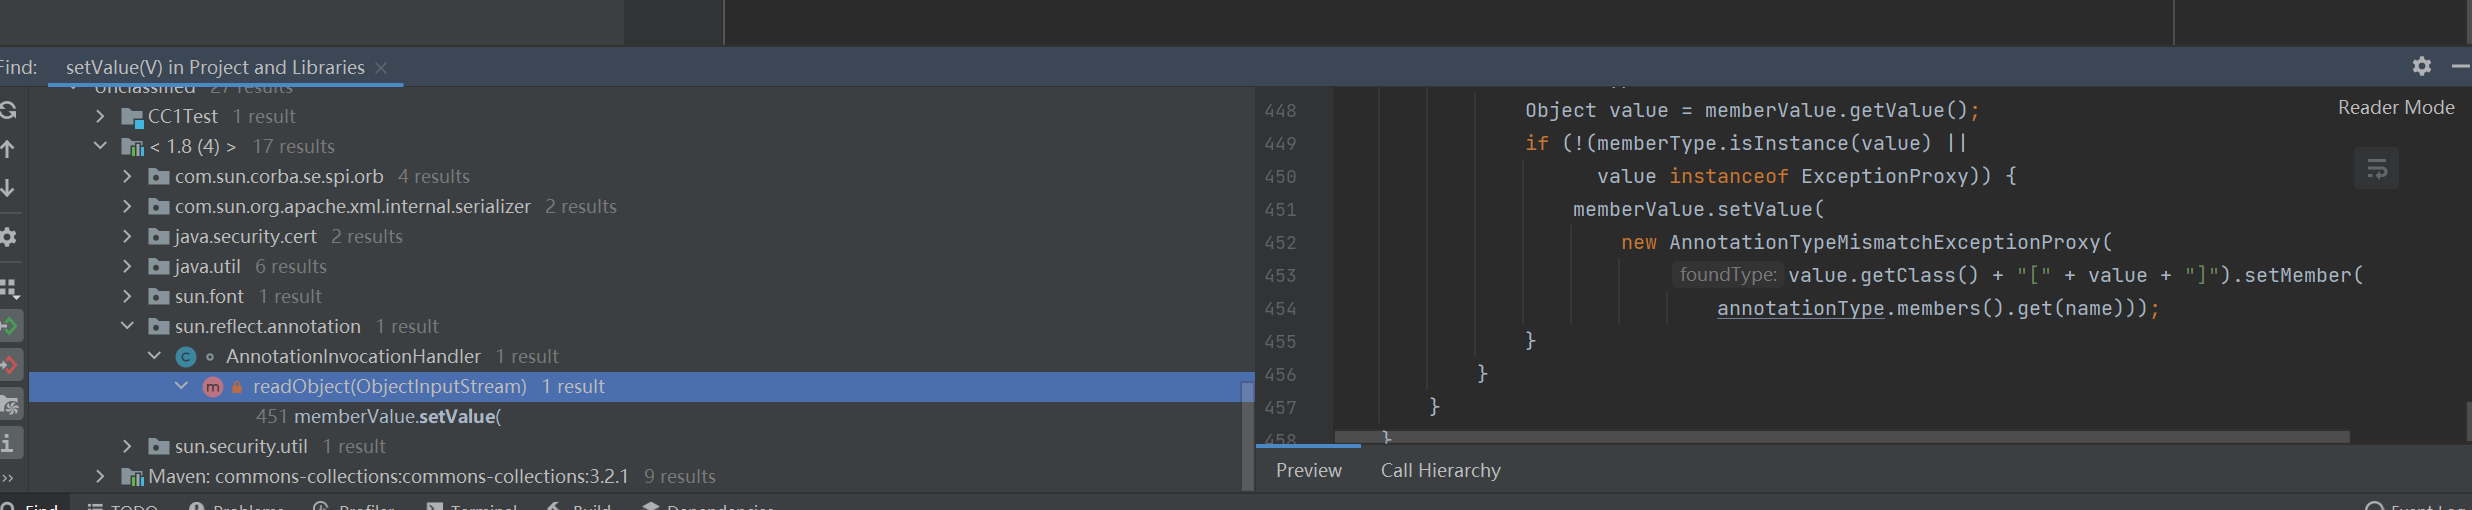 Find: setValue(V) in Project and Libraries
Unclassified 27 results
CC1Test 1 result
< 1.8 (4) > 17 results
com.sun.corba.se.spi.orb 4 results
com.sun.org.apache.xml.internal.serializer 2 results
java.security.cert 2 results
java.util 6 results
sun.font 1 result
sun.reflect.annotation 1 result
AnnotationInvocationHandler 1 result
readObject(ObjectInputStream) 1 result
451 memberValue.setValue(
sun.security.util 1 result
Maven: commons-collections:commons-collections:3.2.1 9 results
448 Object value = memberValue.getValue();
Reader Mode
449 if (!(memberType.isInstance(value) ||
450 value instanceof ExceptionProxy)) {
451 memberValue.setValue(
452 new AnnotationTypeMismatchExceptionProxy(
453 foundType: value.getClass() + "[" + value + "]").setMember(
454 annotationType.members().get(name)));
455 }
456 }
457 }
458 }
Preview Call Hierarchy
Find TODO Problems Profiler Terminal Build Dependencies Event Log